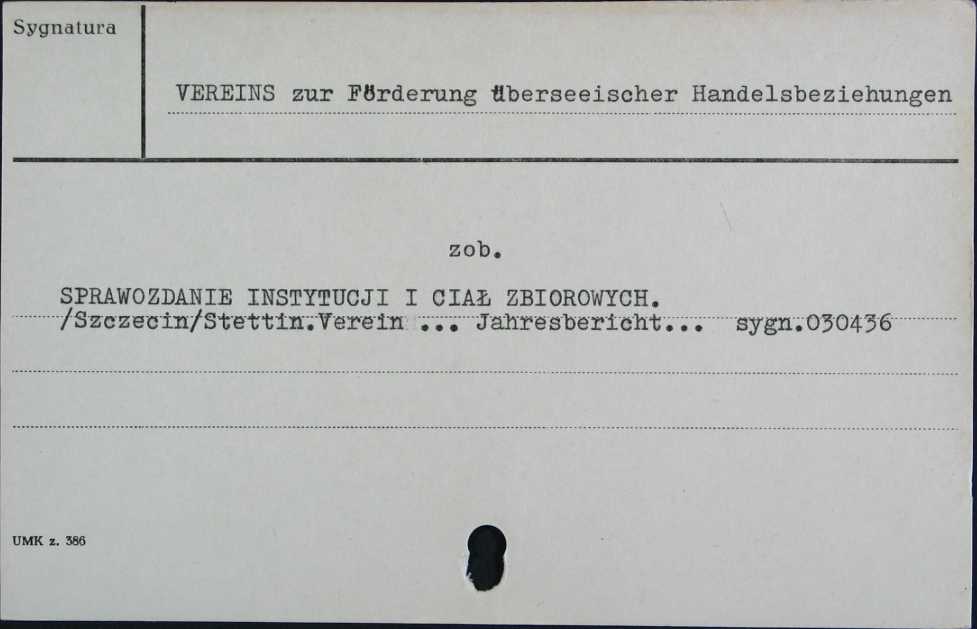 Sygnatura
VEREINS zur Förderung überseeischer Handelsbeziehungen
zob.
SPRAWOZDANIE INSTYTUCJI I CIAŁ ZBIOROWYCH.
/Szczecin/Stettin.Verein ... Jahresbericht... sygn.030436
UMK z. 386